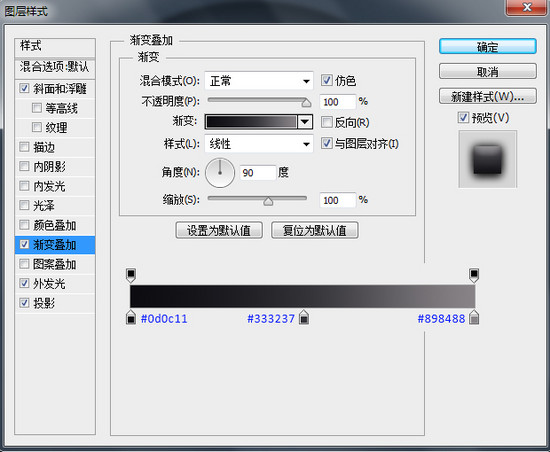 图层样式
样式
混合选项:默认
斜面和浮雕
等高线
纹理
描边
内阴影
内发光
光泽
颜色叠加
渐变叠加
图案叠加
外发光
投影
渐变叠加
渐变
混合模式(O): 正常 仿色
不透明度(P): 100 %
渐变: 反向(R)
样式(L): 线性 与图层对齐(I)
角度(N): 90 度
缩放(S): 100 %
设置为默认值 复位为默认值
#0d0c11 #333237 #898488
确定
取消
新建样式(W)...
预览(V)